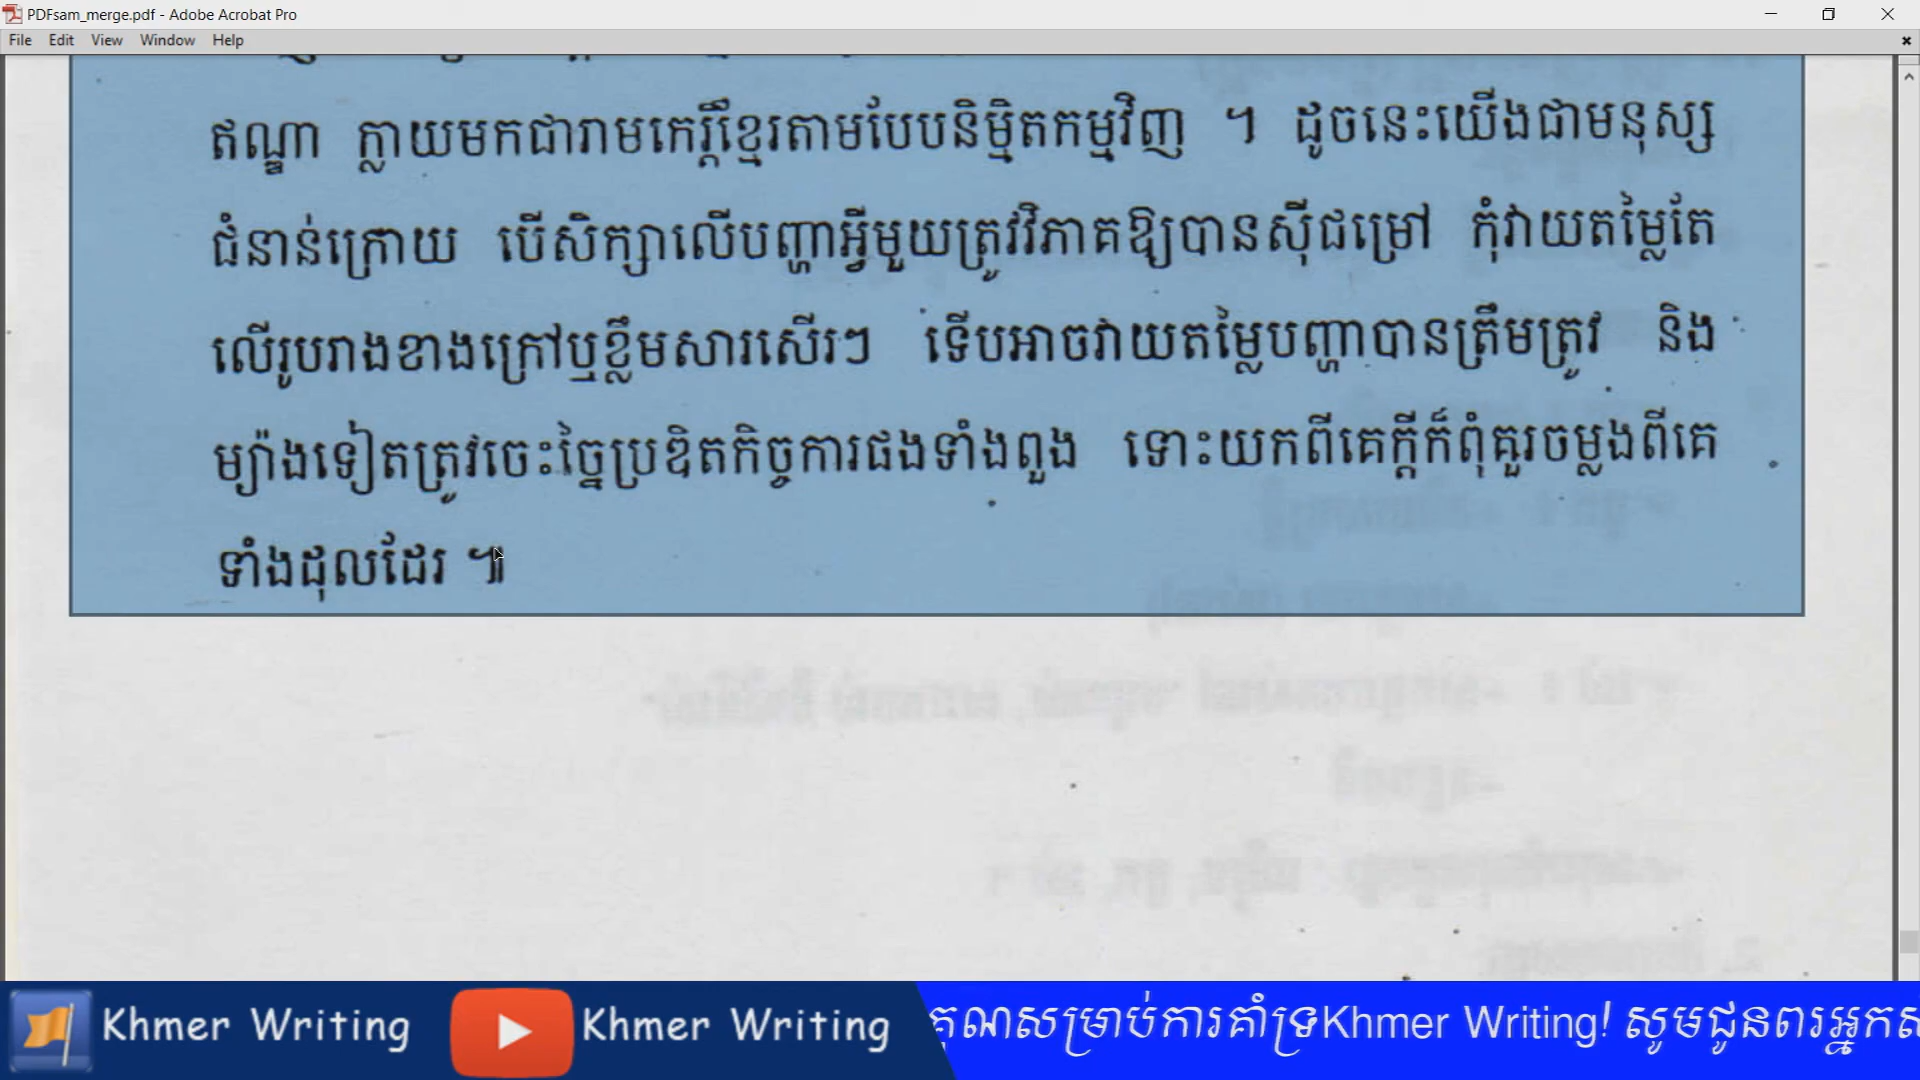 PDFsam_merge.pdf - Adobe Acrobat Pro
File Edit View Window Help
ឥណ្ឌា ក្លាយមកជារាមកេរ្តិ៍ខ្មែរតាមបែបនិម្មិតកម្មវិញ ។ ដូចនេះយើងជាមនុស្ស
ជំនាន់ក្រោយ បើសិក្សាលើបញ្ហាអ្វីមួយត្រូវវិភាគឱ្យបានស៊ីជម្រៅ កុំវាយតម្លៃតែ
លើរូបរាងខាងក្រៅឬខ្លឹមសារសើរៗ ទើបអាចវាយតម្លៃបញ្ហាបានត្រឹមត្រូវ និង
ម្យ៉ាងទៀតត្រូវចេះច្នៃប្រឌិតកិច្ចការផងទាំងពួង ទោះយកពីគេក្តីក៏ពុំគួរចម្លងពីគេ
ទាំងដុលដែរ ៕
Khmer Writing Khmer Writing គុណសម្រាប់ការគាំទ្រKhmer Writing! សូមជូនពរអ្នក